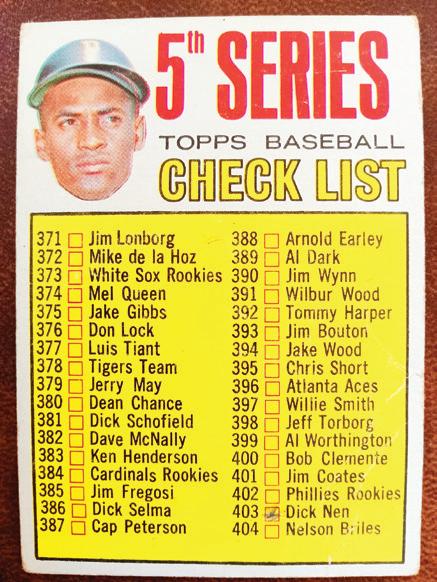 5th SERIES
TOPPS BASEBALL
CHECK LIST
371 Jim Lonborg
372 Mike de la Hoz
373 White Sox Rookies
374 Mel Queen
375 Jake Gibbs
376 Don Lock
377 Luis Tiant
378 Tigers Team
379 Jerry May
380 Dean Chance
381 Dick Schofield
382 Dave McNally
383 Ken Henderson
384 Cardinals Rookies
385 Jim Fregosi
386 Dick Selma
387 Cap Peterson
388 Arnold Earley
389 Al Dark
390 Jim Wynn
391 Wilbur Wood
392 Tommy Harper
393 Jim Bouton
394 Jake Wood
395 Chris Short
396 Atlanta Aces
397 Willie Smith
398 Jeff Torborg
399 Al Worthington
400 Bob Clemente
401 Jim Coates
402 Phillies Rookies
403 Dick Nen
404 Nelson Briles